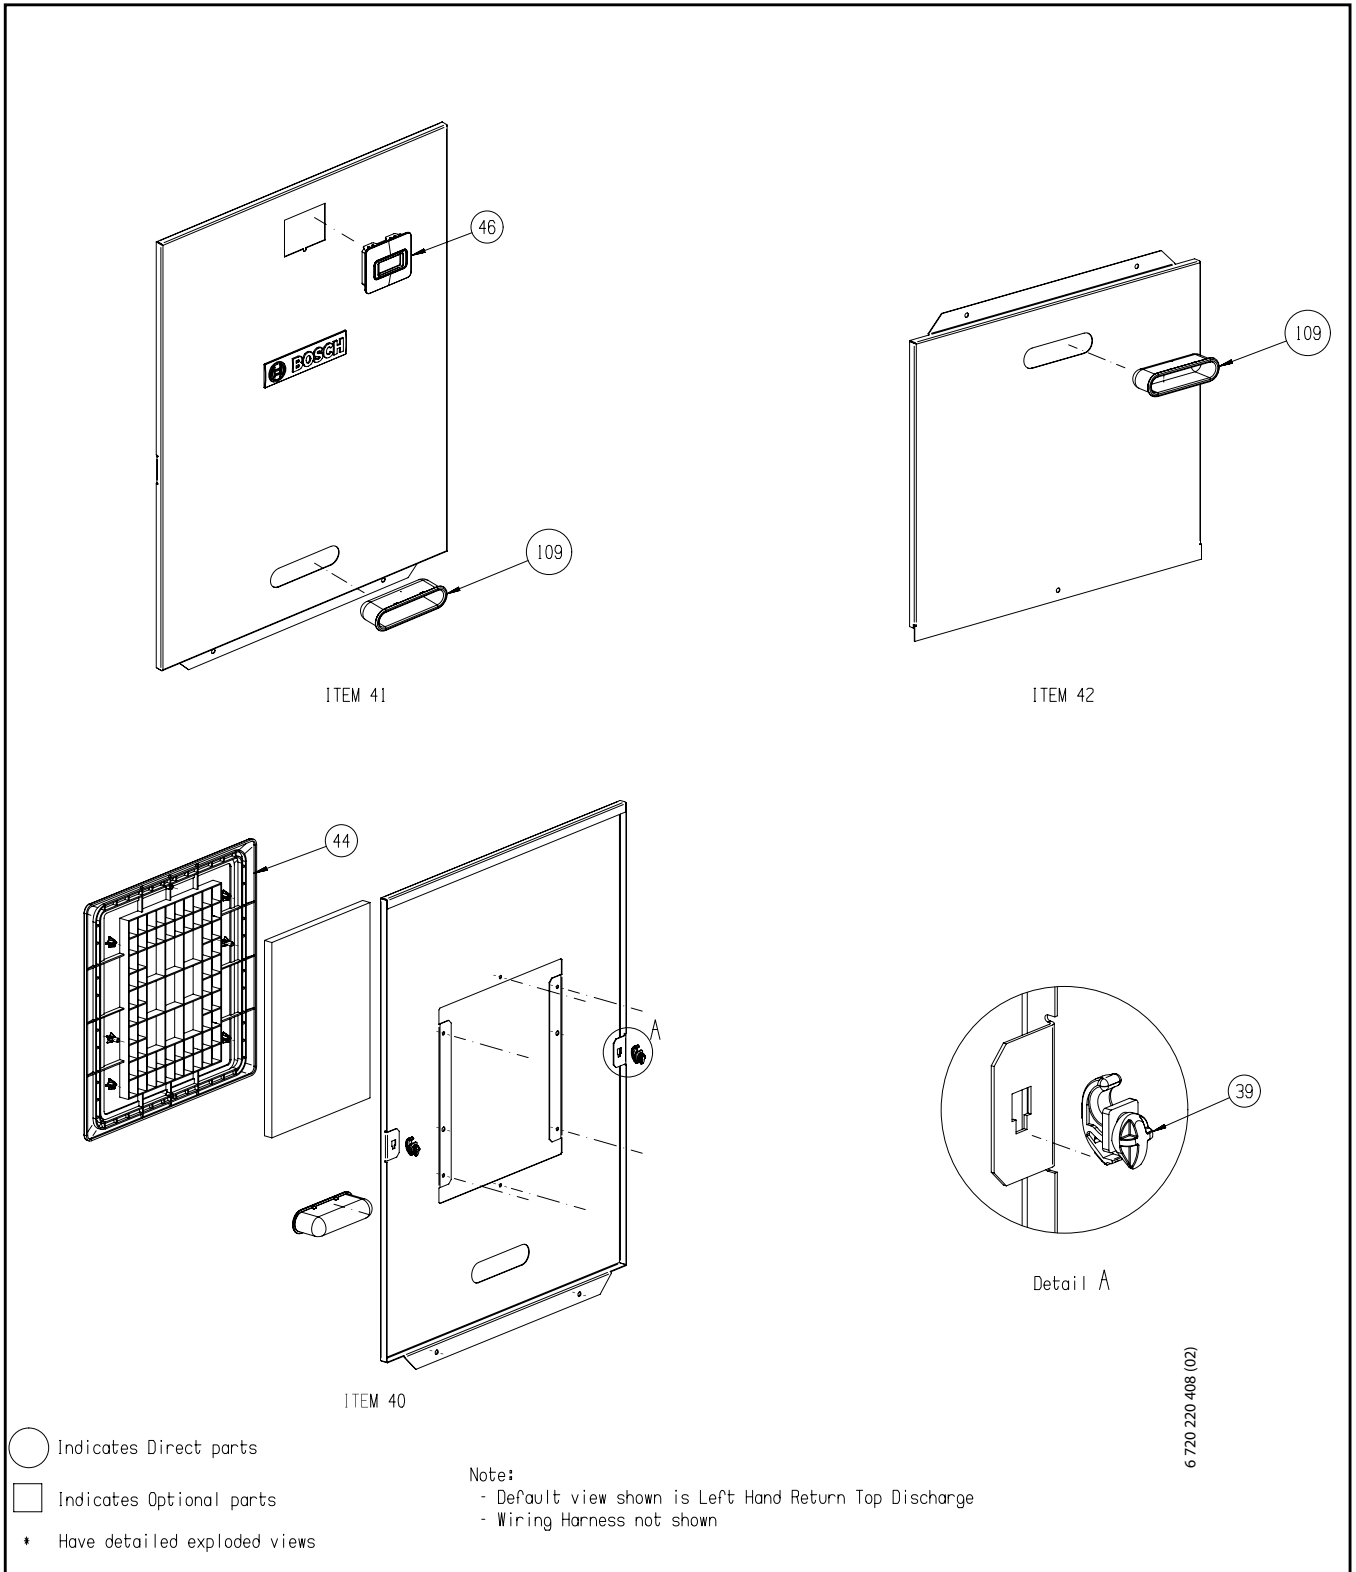 46
BOSCH
109
109
ITEM 41
ITEM 42
44
A
39
Detail A
ITEM 40
6 720 220 408 (02)
Indicates Direct parts
Indicates Optional parts
* Have detailed exploded views
Note:
- Default view shown is Left Hand Return Top Discharge
- Wiring Harness not shown